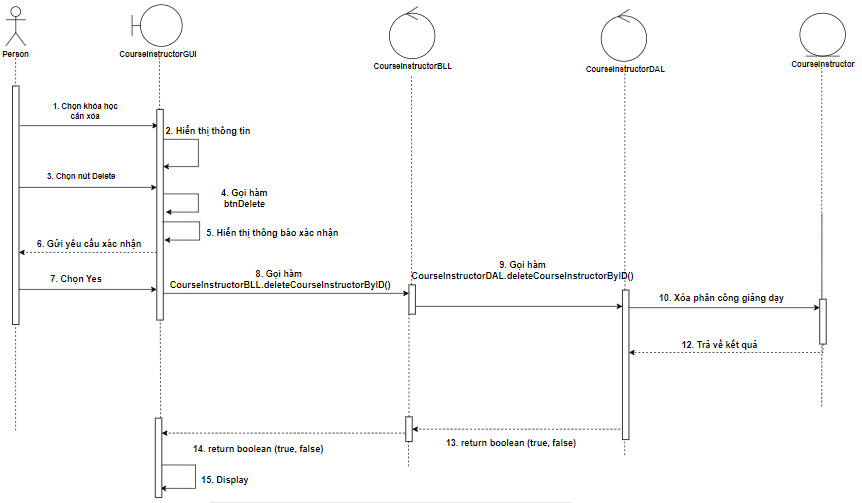 Person
CourseInstructorGUI
CourseInstructorBLL
CourseInstructorDAL
CourseInstructor
1. Chọn khóa học
cần xóa
2. Hiển thị thông tin
3. Chọn nút Delete
4. Gọi hàm
btnDelete
5. Hiển thị thông báo xác nhận
6. Gửi yêu cầu xác nhận
7. Chọn Yes
8. Gọi hàm
CourseInstructorBLL.deleteCourseInstructorByID()
9. Gọi hàm
CourseInstructorDAL.deleteCourseInstructorByID()
10. Xóa phân công giảng dạy
12. Trả về kết quả
13. return boolean (true, false)
14. return boolean (true, false)
15. Display